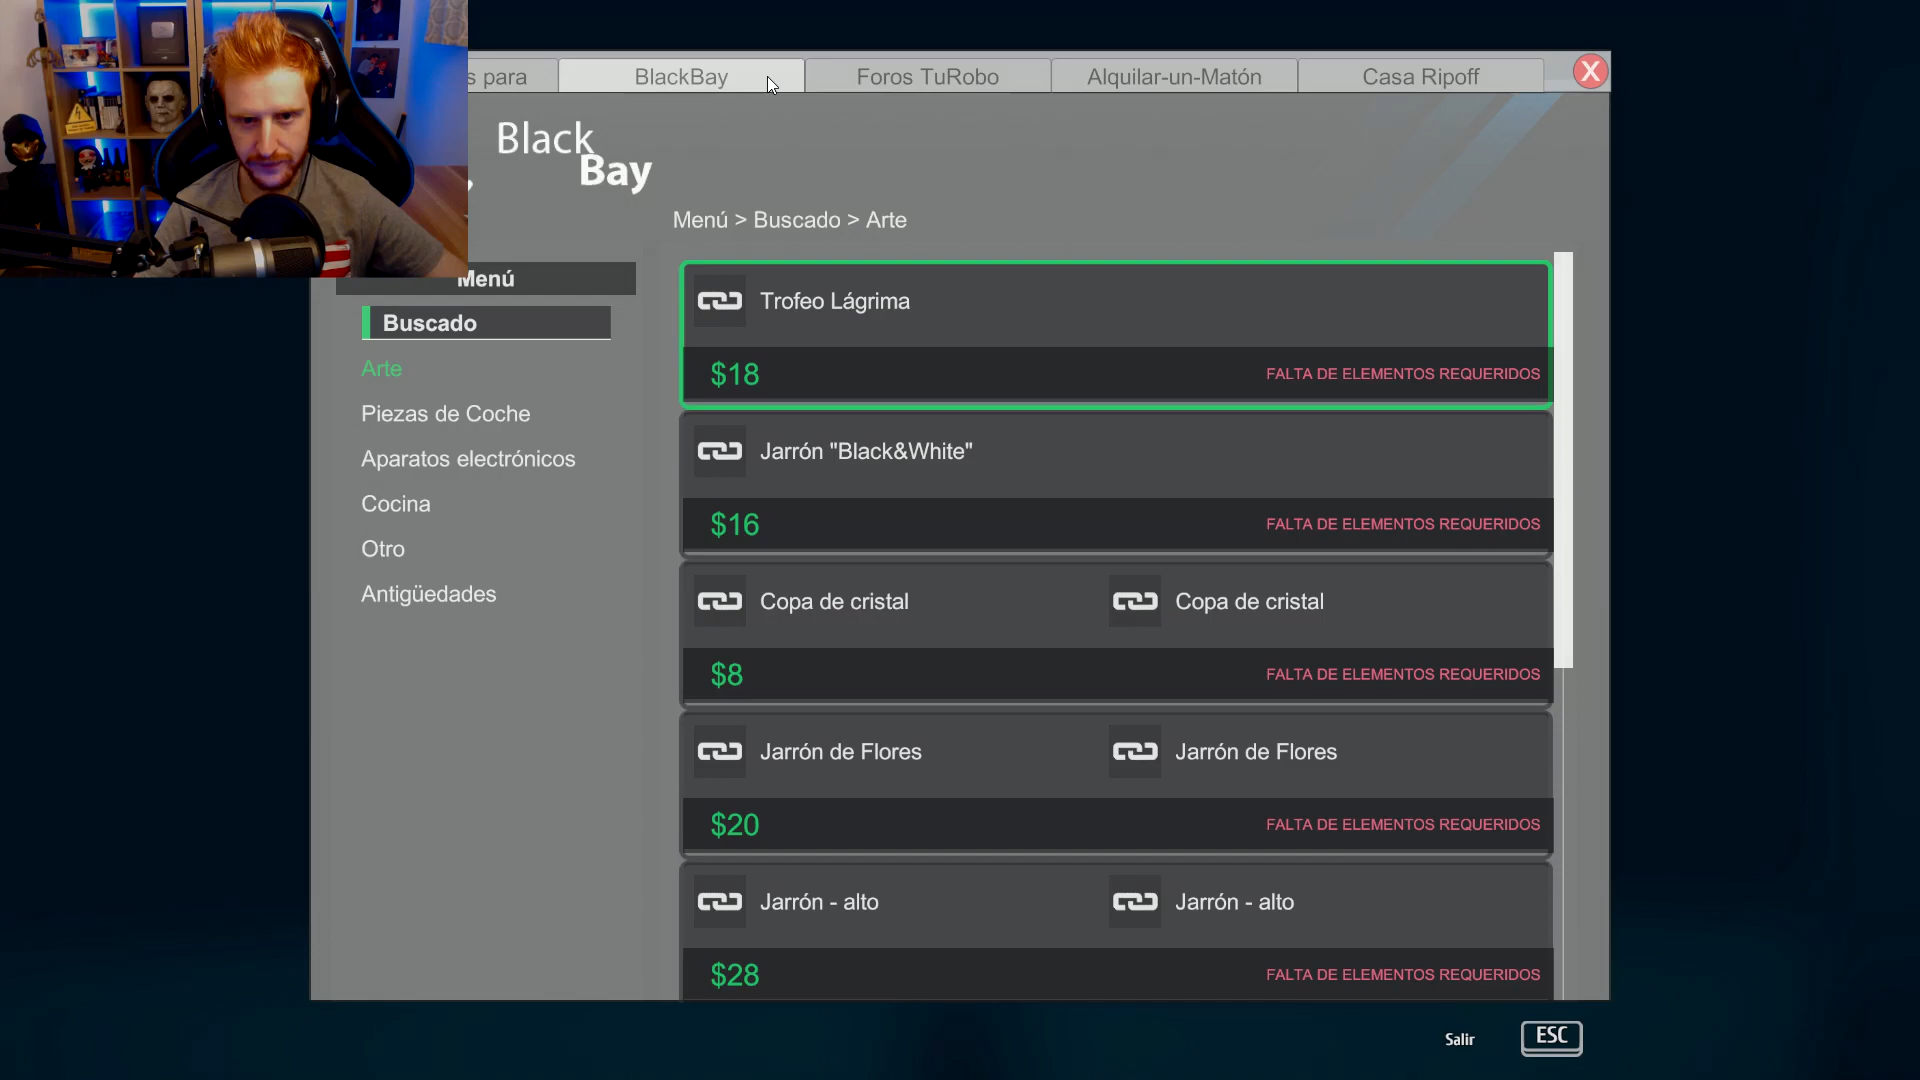 s para
BlackBay
Foros TuRobo
Alquilar-un-Matón
Casa Ripoff
X
Black
Bay
Menú > Buscado > Arte
Menú
Buscado
Arte
Piezas de Coche
Aparatos electrónicos
Cocina
Otro
Antigüedades
Trofeo Lágrima
$18
FALTA DE ELEMENTOS REQUERIDOS
Jarrón "Black&White"
$16
FALTA DE ELEMENTOS REQUERIDOS
Copa de cristal
Copa de cristal
$8
FALTA DE ELEMENTOS REQUERIDOS
Jarrón de Flores
Jarrón de Flores
$20
FALTA DE ELEMENTOS REQUERIDOS
Jarrón - alto
Jarrón - alto
$28
FALTA DE ELEMENTOS REQUERIDOS
Salir
ESC